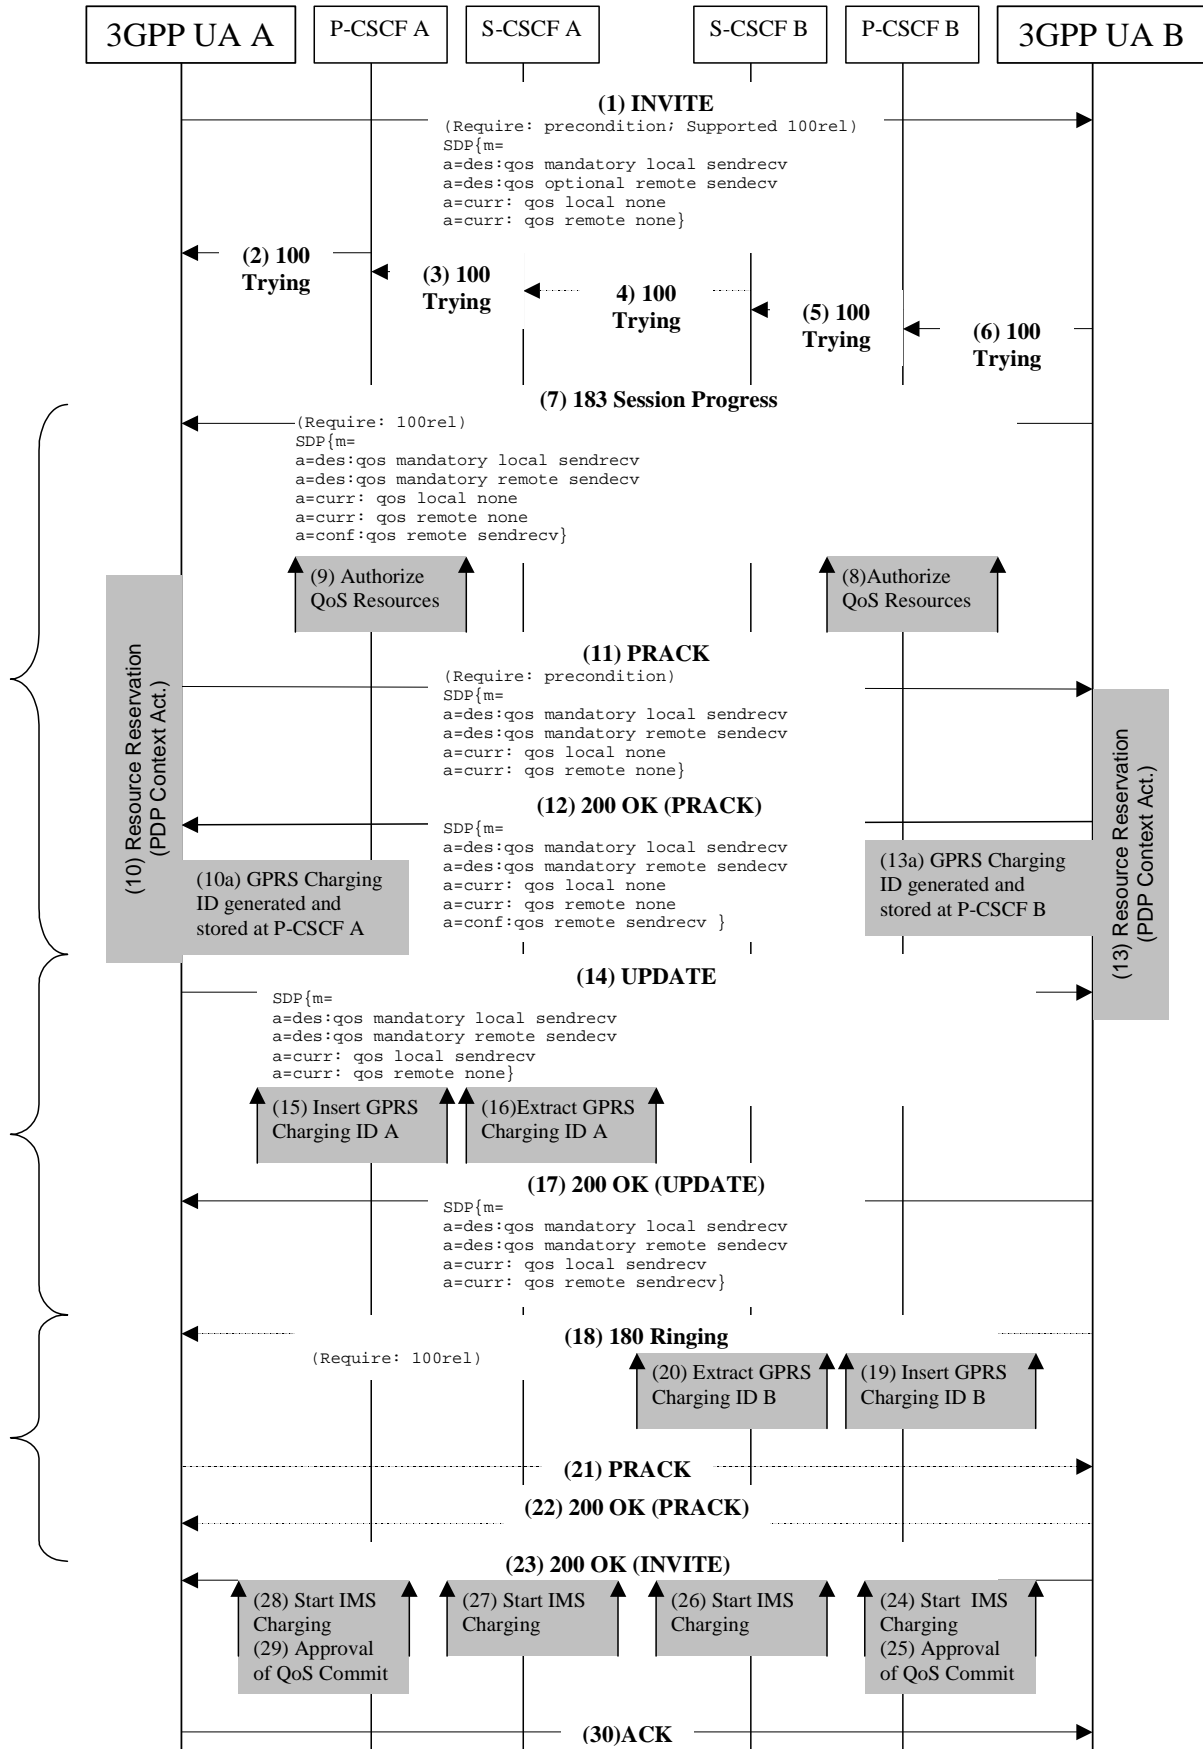 3GPP UA A
P-CSCF A
S-CSCF A
S-CSCF B
P-CSCF B
3GPP UA B
(1) INVITE
(Require: precondition; Supported 100rel)
SDP{m=
a=des:qos mandatory local sendrecv
a=des:qos optional remote sendecv
a=curr: qos local none
a=curr: qos remote none}
(2) 100
Trying
(3) 100
Trying
4) 100
Trying
(5) 100
Trying
(6) 100
Trying
(7) 183 Session Progress
(Require: 100rel)
SDP{m=
a=des:qos mandatory local sendrecv
a=des:qos mandatory remote sendecv
a=curr: qos local none
a=curr: qos remote none
a=conf:qos remote sendrecv}
(9) Authorize
QoS Resources
(8)Authorize
QoS Resources
(10) Resource Reservation
(PDP Context Act.)
(11) PRACK
(Require: precondition)
SDP{m=
a=des:qos mandatory local sendrecv
a=des:qos mandatory remote sendecv
a=curr: qos local none
a=curr: qos remote none}
(13) Resource Reservation
(PDP Context Act.)
(12) 200 OK (PRACK)
SDP{m=
a=des:qos mandatory local sendrecv
a=des:qos mandatory remote sendecv
a=curr: qos local none
a=curr: qos remote none
a=conf:qos remote sendrecv }
(10a) GPRS Charging
ID generated and
stored at P-CSCF A
(13a) GPRS Charging
ID generated and
stored at P-CSCF B
(14) UPDATE
SDP{m=
a=des:qos mandatory local sendrecv
a=des:qos mandatory remote sendecv
a=curr: qos local sendrecv
a=curr: qos remote none}
(15) Insert GPRS
Charging ID A
(16)Extract GPRS
Charging ID A
(17) 200 OK (UPDATE)
SDP{m=
a=des:qos mandatory local sendrecv
a=des:qos mandatory remote sendecv
a=curr: qos local sendrecv
a=curr: qos remote sendrecv}
(18) 180 Ringing
(Require: 100rel)
(20) Extract GPRS
Charging ID B
(19) Insert GPRS
Charging ID B
(21) PRACK
(22) 200 OK (PRACK)
(23) 200 OK (INVITE)
(28) Start IMS
Charging
(29) Approval
of QoS Commit
(27) Start IMS
Charging
(26) Start IMS
Charging
(24) Start IMS
Charging
(25) Approval
of QoS Commit
(30)ACK